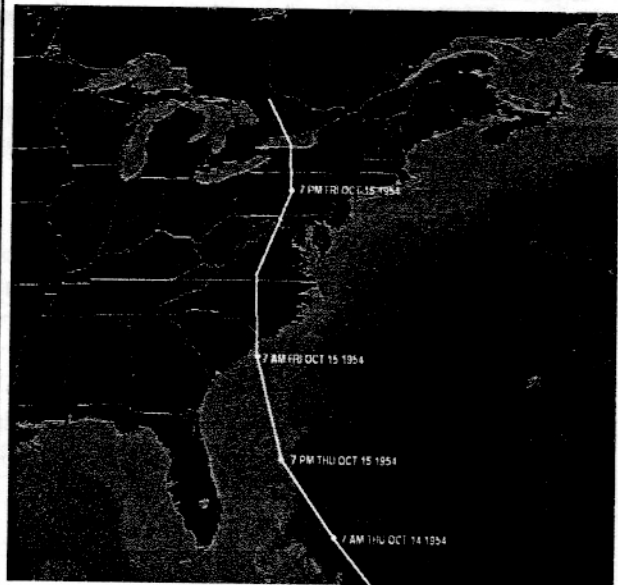 7 PM FRI OCT 15 1954
7 AM FRI OCT 15 1954
7 PM THU OCT 15 1954
7 AM THU OCT 14 1954